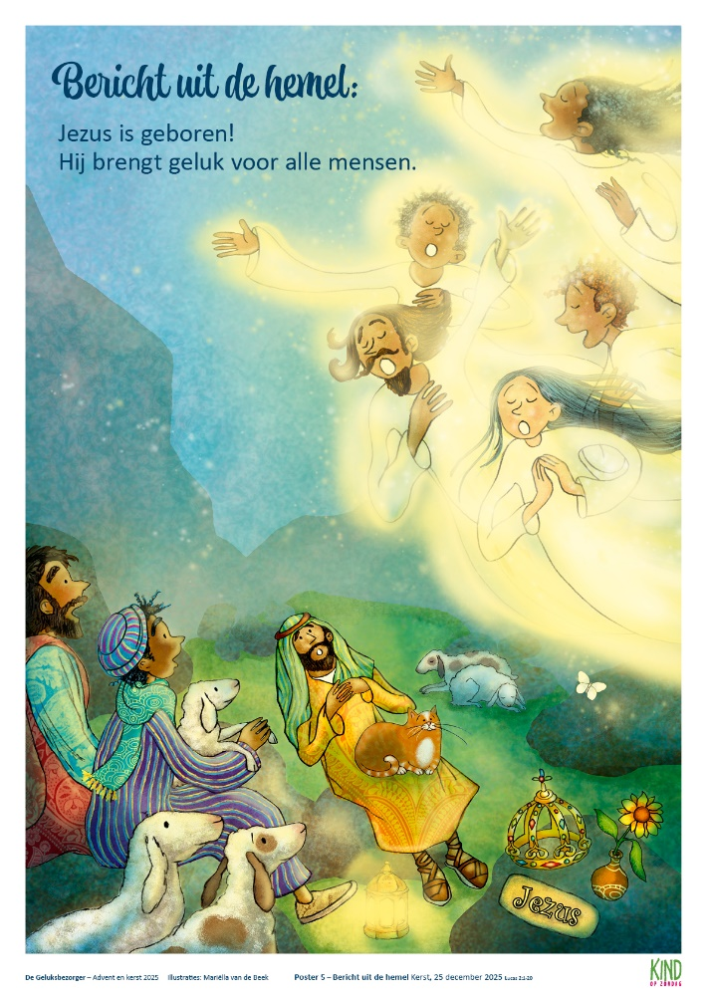 Bericht uit de hemel:
Jezus is geboren!
Hij brengt geluk voor alle mensen.
Jezus
De Geluksbezorger – Advent en kerst 2025 Illustraties: Mariëlla van de Beek Poster 5 – Bericht uit de hemel Kerst, 25 december 2025 Lucas 2:1-20
KIND
OP ZONDAG